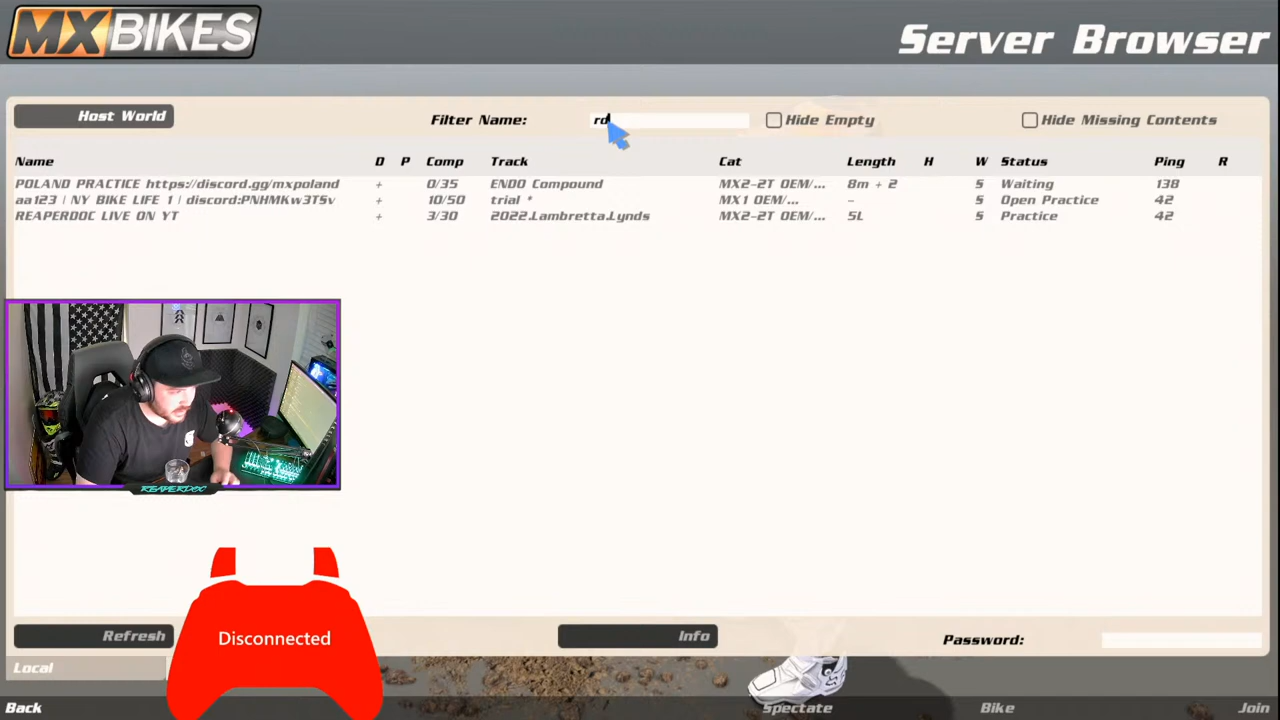 MXBIKES
Server Browser
Host World
Filter Name: rd
Hide Empty
Hide Missing Contents
Name D P Comp Track Cat Length H W Status Ping R
POLAND PRACTICE https://discord.gg/mxpoland + 0/35 ENDO Compound MX2-2T OEM/... 8m + 2 S Waiting 138
aa123 | NY BIKE LIFE 1 | discord:PNHMKw3T5v + 10/50 trial * MX1 OEM/... - S Open Practice 42
REAPERDOC LIVE ON YT + 3/30 2022.Lambretta.Lynds MX2-2T OEM/... 5L S Practice 42
REAPERDOC
Disconnected
Refresh
Info
Password:
Local
Back
Spectate
Bike
Join